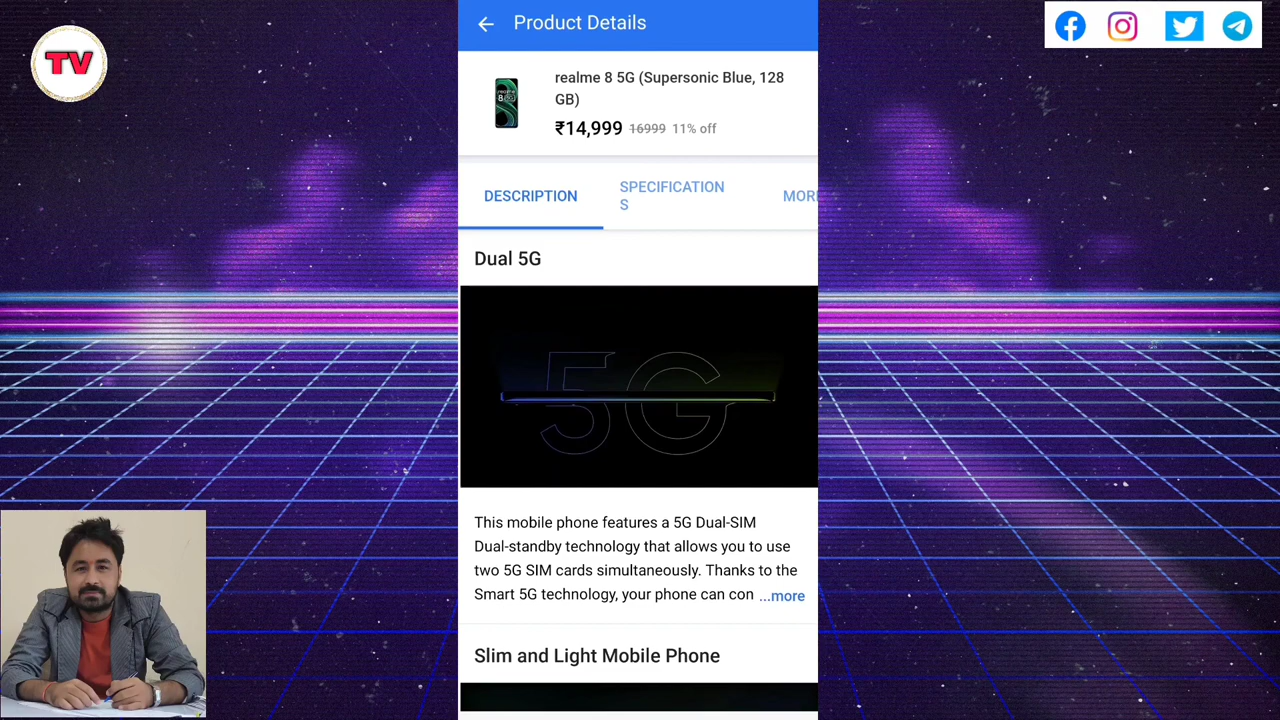 TV
Product Details
realme 8 5G (Supersonic Blue, 128
GB)
₹14,999 16999 11% off
DESCRIPTION
SPECIFICATION
S
MOR
Dual 5G
5G
This mobile phone features a 5G Dual-SIM
Dual-standby technology that allows you to use
two 5G SIM cards simultaneously. Thanks to the
Smart 5G technology, your phone can con ...more
Slim and Light Mobile Phone